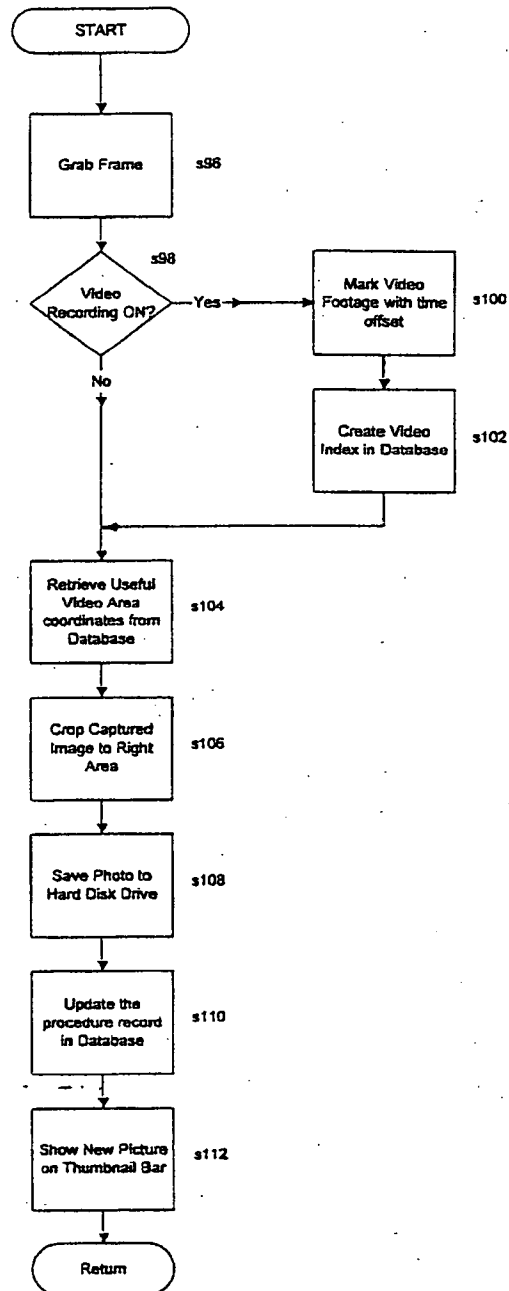 START
Grab Frame
s96
s98
Video
Recording ON?
Yes
No
Mark Video
Footage with time
offset
s100
Create Video
Index in Database
s102
Retrieve Useful
Video Area
coordinates from
Database
s104
Crop Captured
Image to Right
Area
s106
Save Photo to
Hard Disk Drive
s108
Update the
procedure record
in Database
s110
Show New Picture
on Thumbnail Bar
s112
Return